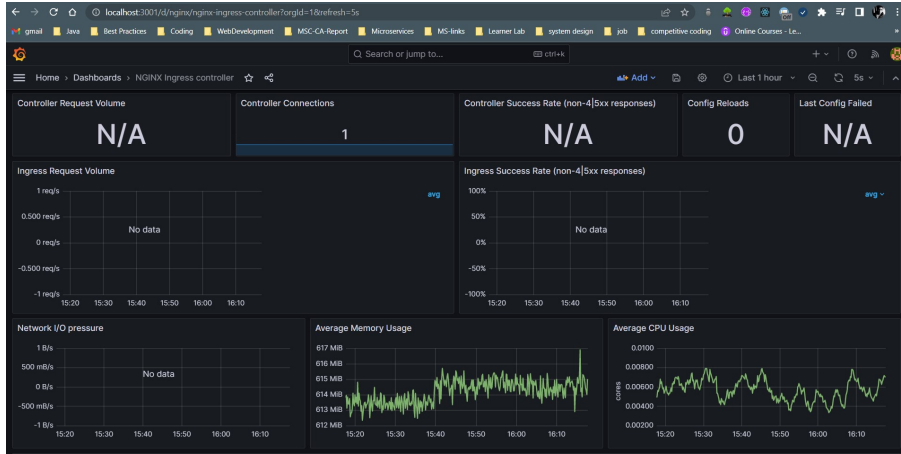 localhost:3001/d/nginx/nginx-ingress-controller?orgId=1&refresh=5s
gmail Java Best Practices Coding WebDevelopment MSC-CA-Report Microservices MS-links Learner Lab system design job competitive coding Online Courses - Le... »
Search or jump to... ctrl+k
Home › Dashboards › NGINX Ingress controller Add Last 1 hour 5s
Controller Request Volume
N/A
Controller Connections
1
Controller Success Rate (non-4|5xx responses)
N/A
Config Reloads
0
Last Config Failed
N/A
Ingress Request Volume
1 req/s
0.500 req/s
0 req/s
-0.500 req/s
-1 req/s
No data
15:20 15:30 15:40 15:50 16:00 16:10
avg
Ingress Success Rate (non-4|5xx responses)
100%
50%
0%
-50%
-100%
No data
15:20 15:30 15:40 15:50 16:00 16:10
avg
Network I/O pressure
1 B/s
500 mB/s
0 B/s
-500 mB/s
-1 B/s
No data
15:20 15:30 15:40 15:50 16:00 16:10
Average Memory Usage
617 MiB
616 MiB
615 MiB
614 MiB
613 MiB
612 MiB
15:20 15:30 15:40 15:50 16:00 16:10
Average CPU Usage
cores
0.0100
0.00800
0.00600
0.00400
0.00200
15:20 15:30 15:40 15:50 16:00 16:10